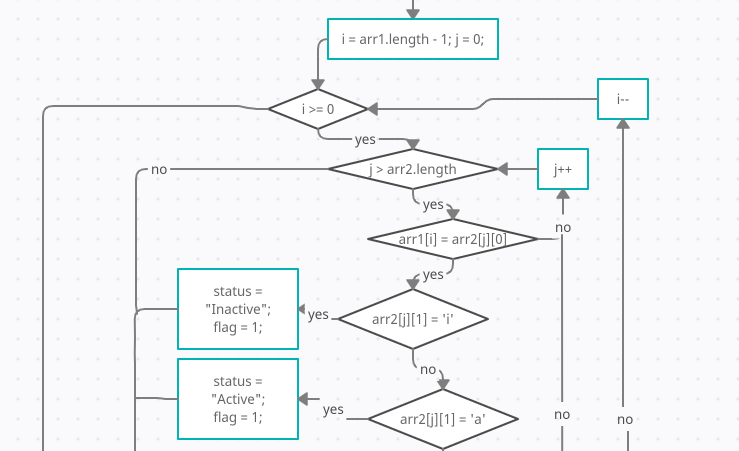 i = arr1.length - 1; j = 0;
i >= 0
i--
yes
j > arr2.length
j++
no
yes
arr1[i] = arr2[j][0]
no
yes
status =
"Inactive";
flag = 1;
yes
arr2[j][1] = 'i'
no
status =
"Active";
flag = 1;
yes
arr2[j][1] = 'a'
no
no